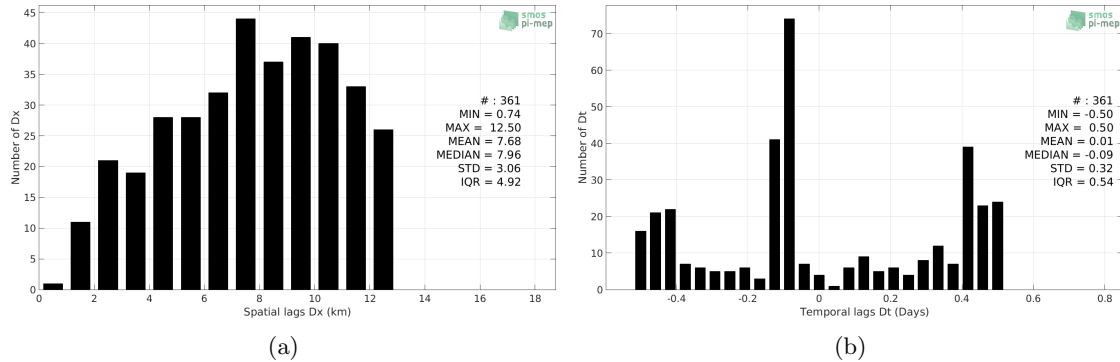 45
40
35
30
25
20
15
10
5
0
Number of Dx
smos
pi-mep
# : 361
MIN = 0.74
MAX = 12.50
MEAN = 7.68
MEDIAN = 7.96
STD = 3.06
IQR = 4.92
0 2 4 6 8 10 12 14 16 18
Spatial lags Dx (km)
(a)
70
60
50
40
30
20
10
0
Number of Dt
smos
pi-mep
# : 361
MIN = -0.50
MAX = 0.50
MEAN = 0.01
MEDIAN = -0.09
STD = 0.32
IQR = 0.54
-0.4 -0.2 0 0.2 0.4 0.6 0.8
Temporal lags Dt (Days)
(b)